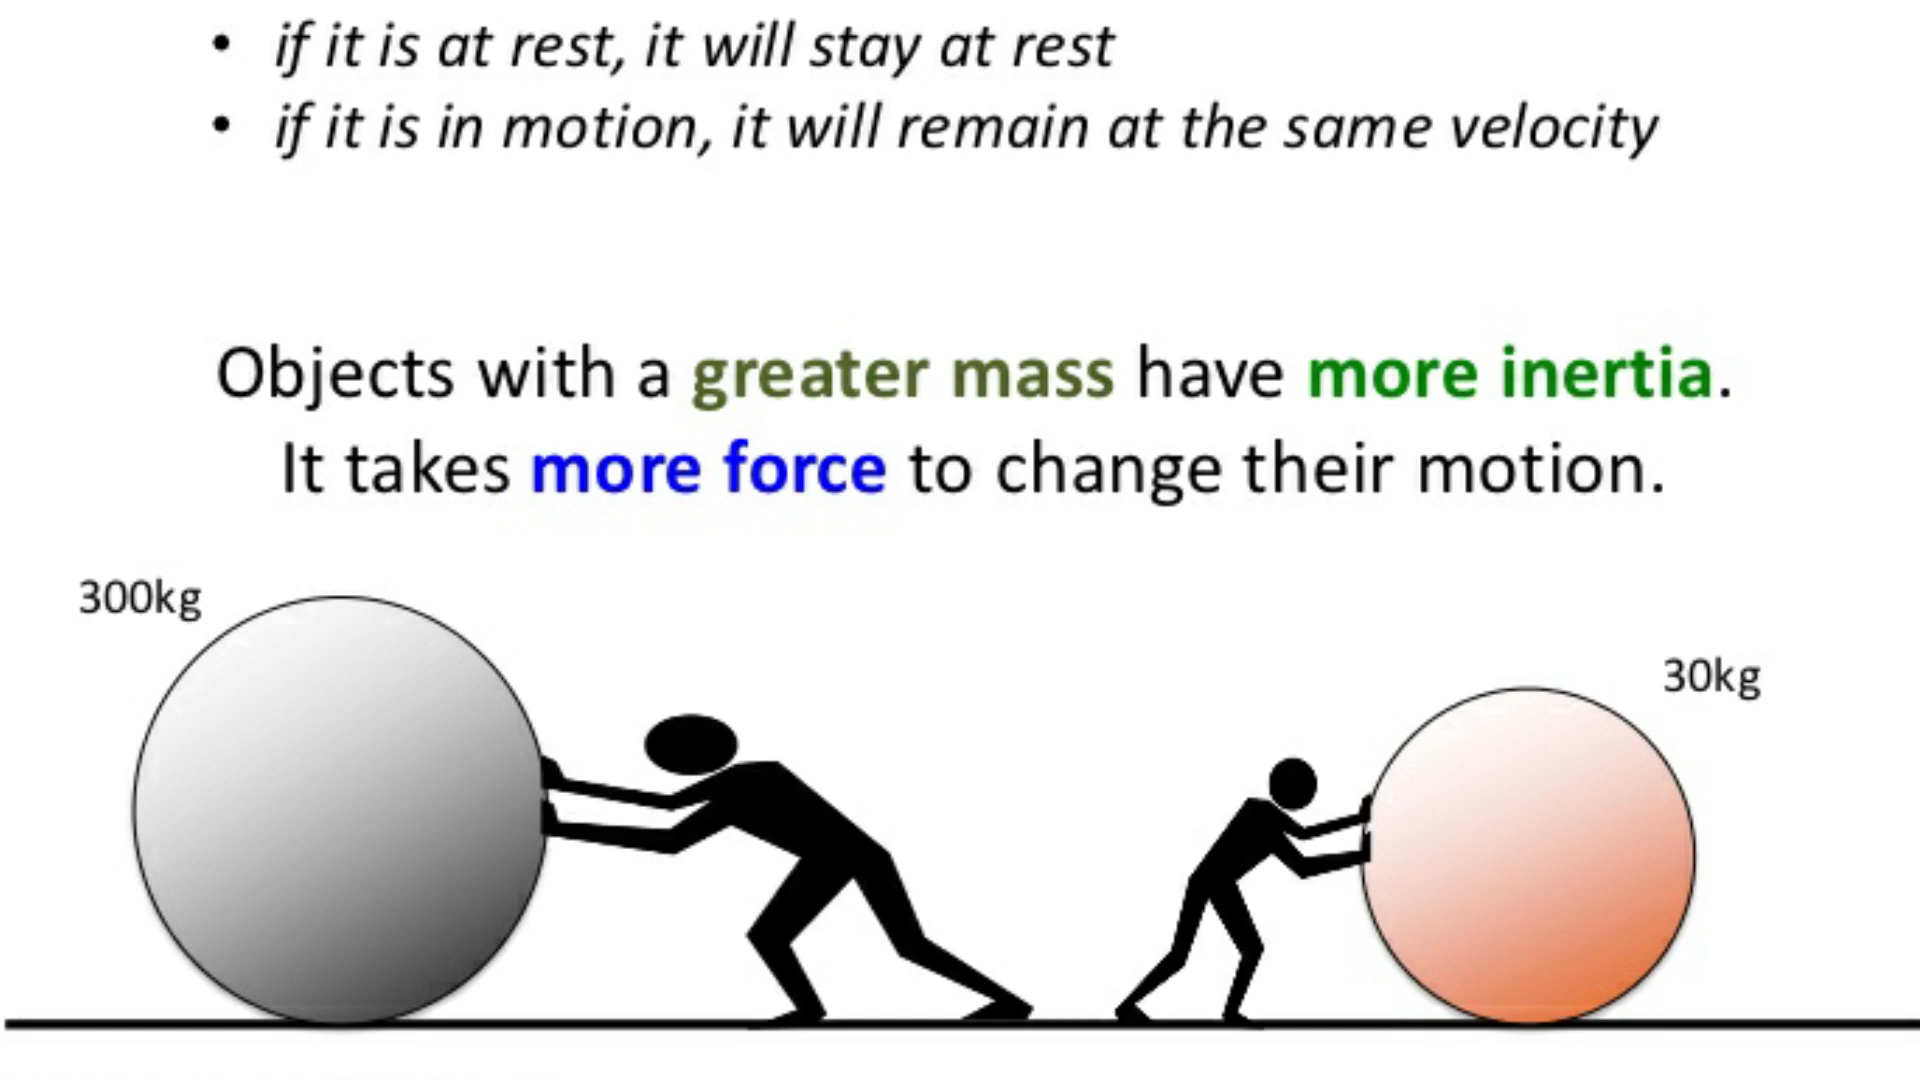 • if it is at rest, it will stay at rest
• if it is in motion, it will remain at the same velocity
Objects with a greater mass have more inertia.
It takes more force to change their motion.
300kg
30kg